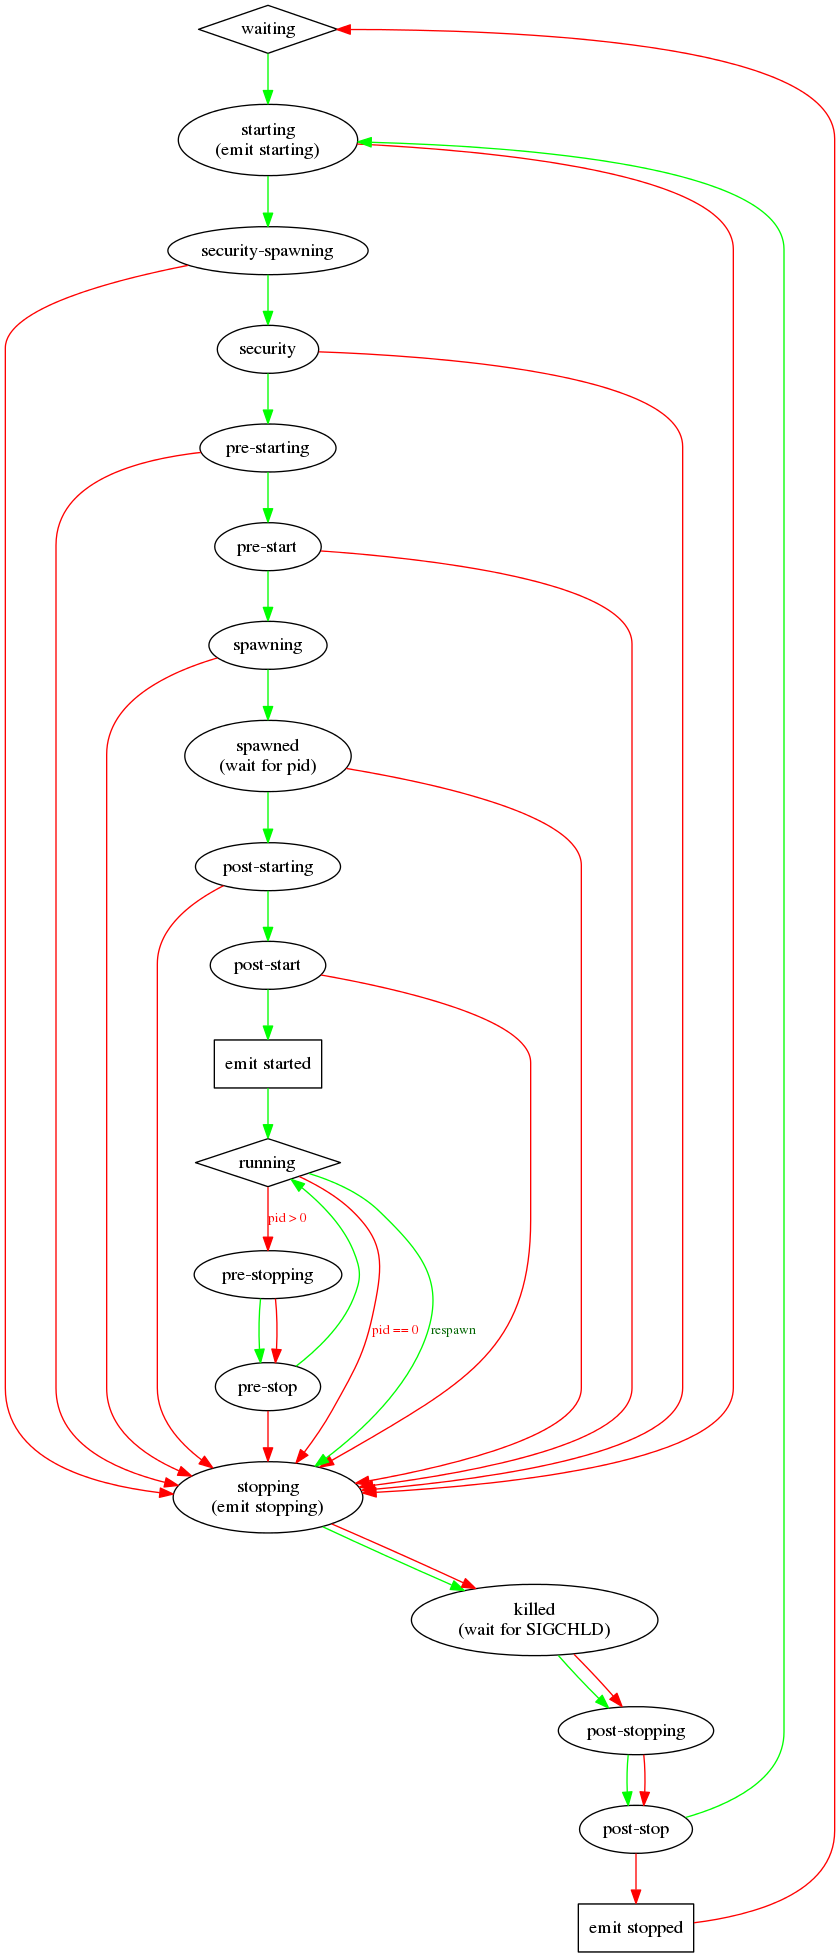 waiting
starting
(emit starting)
security-spawning
security
pre-starting
pre-start
spawning
spawned
(wait for pid)
post-starting
post-start
emit started
running
pid > 0
pre-stopping
pid == 0
respawn
pre-stop
stopping
(emit stopping)
killed
(wait for SIGCHLD)
post-stopping
post-stop
emit stopped